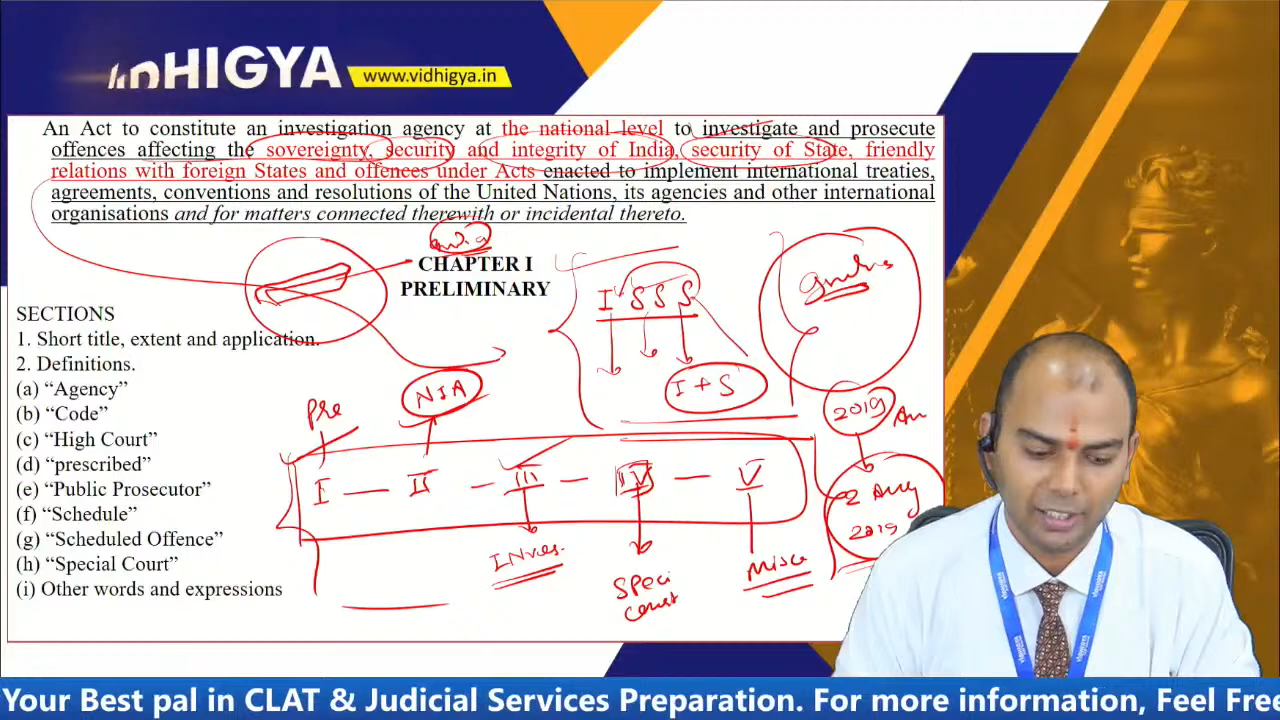 VIDHIGYA
www.vidhigya.in
An Act to constitute an investigation agency at the national level to investigate and prosecute
offences affecting the sovereignty, security and integrity of India, security of State, friendly
relations with foreign States and offences under Acts enacted to implement international treaties,
agreements, conventions and resolutions of the United Nations, its agencies and other international
organisations and for matters connected therewith or incidental thereto.
CHAPTER I
PRELIMINARY
SECTIONS
1. Short title, extent and application.
2. Definitions.
(a) “Agency”
(b) “Code”
(c) “High Court”
(d) “prescribed”
(e) “Public Prosecutor”
(f) “Schedule”
(g) “Scheduled Offence”
(h) “Special Court”
(i) Other words and expressions
I S S S
I + S
NIA
Pre
2019
I — II — III — IV — V
2 Aug
2019
INves.
Speci
court
Misce
Your Best pal in CLAT & Judicial Services Preparation. For more information, Feel Free